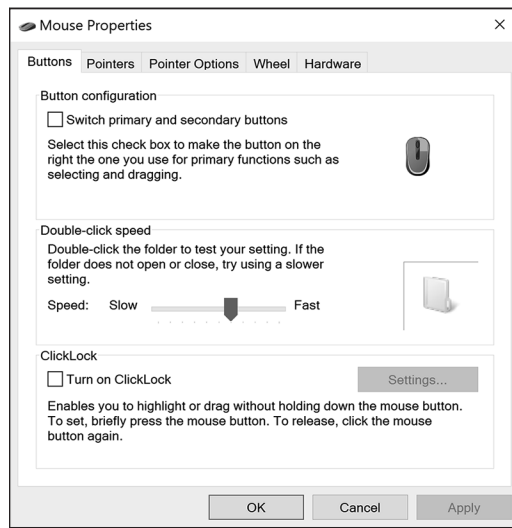 Mouse Properties
Buttons Pointers Pointer Options Wheel Hardware
Button configuration
Switch primary and secondary buttons
Select this check box to make the button on the
right the one you use for primary functions such as
selecting and dragging.
Double-click speed
Double-click the folder to test your setting. If the
folder does not open or close, try using a slower
setting.
Speed: Slow Fast
ClickLock
Turn on ClickLock
Settings...
Enables you to highlight or drag without holding down the mouse button.
To set, briefly press the mouse button. To release, click the mouse
button again.
OK Cancel Apply